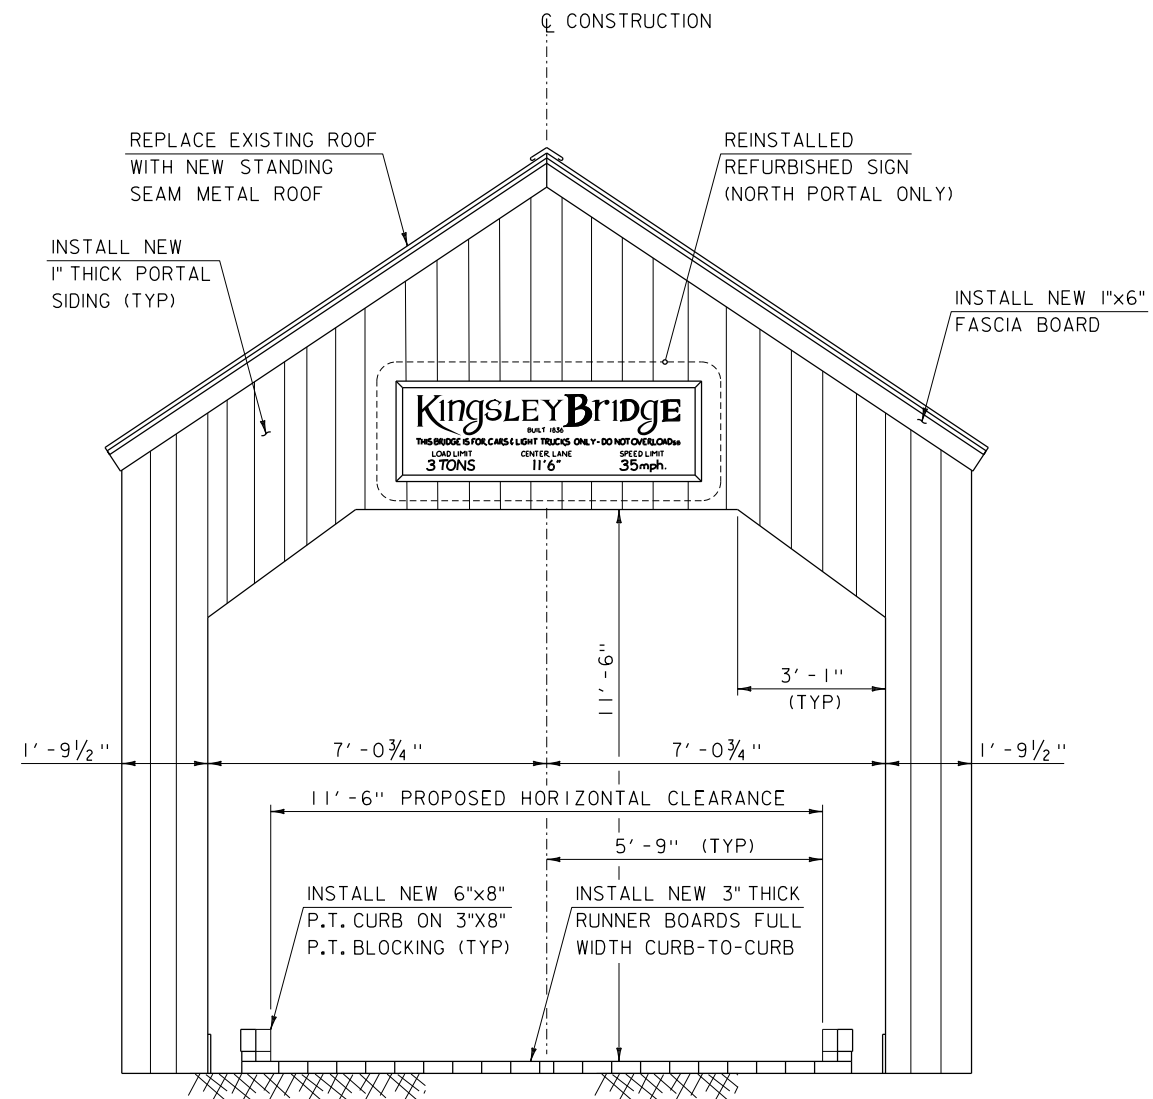 ℄ CONSTRUCTION
REPLACE EXISTING ROOF
WITH NEW STANDING
SEAM METAL ROOF
REINSTALLED
REFURBISHED SIGN
(NORTH PORTAL ONLY)
INSTALL NEW
1" THICK PORTAL
SIDING (TYP)
INSTALL NEW 1"x6"
FASCIA BOARD
KingsLEY BridgE
BUILT 1836
THIS BRIDGE IS FOR CARS & LIGHT TRUCKS ONLY - DO NOT OVERLOAD
LOAD LIMIT
3 TONS
CENTER LANE
11'6"
SPEED LIMIT
35mph.
11'-6"
3'-1"
(TYP)
1'-9½"
7'-0¾"
7'-0¾"
1'-9½"
11'-6" PROPOSED HORIZONTAL CLEARANCE
5'-9" (TYP)
INSTALL NEW 6"x8"
P.T. CURB ON 3"X8"
P.T. BLOCKING (TYP)
INSTALL NEW 3" THICK
RUNNER BOARDS FULL
WIDTH CURB-TO-CURB